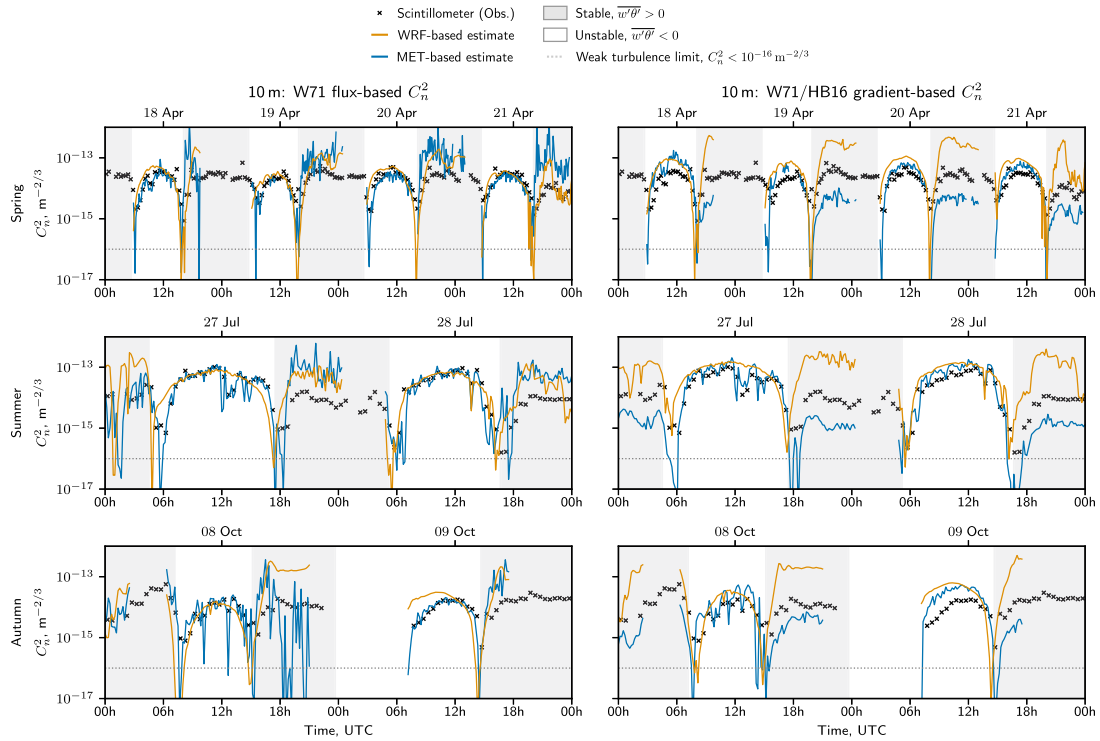 Scintillometer (Obs.)
WRF-based estimate
MET-based estimate
Stable, $\overline{w'\theta'} > 0$
Unstable, $\overline{w'\theta'} < 0$
Weak turbulence limit, $C_n^2 < 10^{-16}\,\mathrm{m}^{-2/3}$
10 m: W71 flux-based $C_n^2$
10 m: W71/HB16 gradient-based $C_n^2$
18 Apr 19 Apr 20 Apr 21 Apr
18 Apr 19 Apr 20 Apr 21 Apr
Spring
$C_n^2$, m$^{-2/3}$
$10^{-13}$
$10^{-15}$
$10^{-17}$
00h 12h 00h 12h 00h 12h 00h 12h 00h
00h 12h 00h 12h 00h 12h 00h 12h 00h
27 Jul 28 Jul
27 Jul 28 Jul
Summer
$C_n^2$, m$^{-2/3}$
$10^{-13}$
$10^{-15}$
$10^{-17}$
00h 06h 12h 18h 00h 06h 12h 18h 00h
00h 06h 12h 18h 00h 06h 12h 18h 00h
08 Oct 09 Oct
08 Oct 09 Oct
Autumn
$C_n^2$, m$^{-2/3}$
$10^{-13}$
$10^{-15}$
$10^{-17}$
00h 06h 12h 18h 00h 06h 12h 18h 00h
00h 06h 12h 18h 00h 06h 12h 18h 00h
Time, UTC
Time, UTC